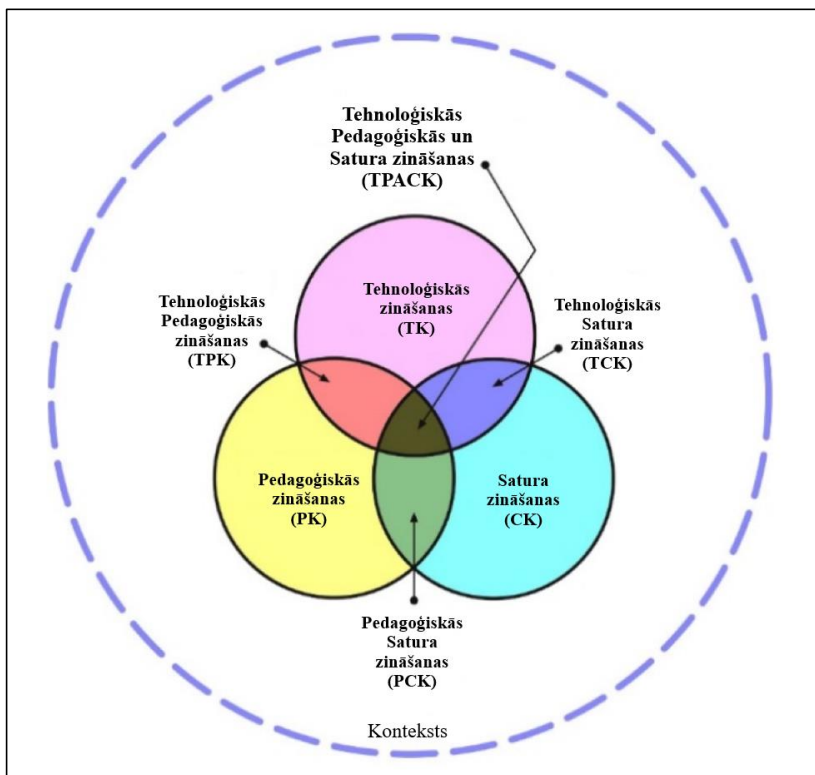 Tehnoloģiskās
Pedagoģiskās un
Satura zināšanas
(TPACK)
Tehnoloģiskās
zināšanas
(TK)
Tehnoloģiskās
Pedagoģiskās
zināšanas
(TPK)
Tehnoloģiskās
Satura
zināšanas
(TCK)
Pedagoģiskās
zināšanas
(PK)
Satura
zināšanas
(CK)
Pedagoģiskās
Satura
zināšanas
(PCK)
Konteksts